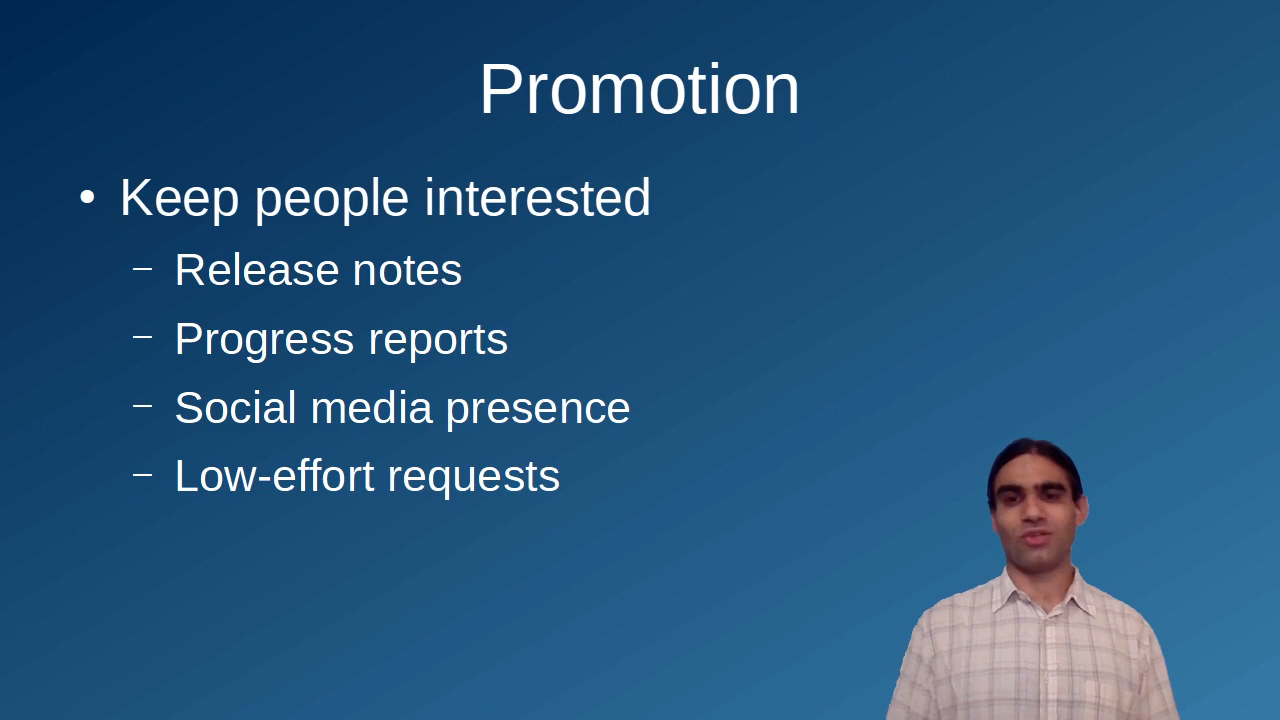 Promotion
• Keep people interested
– Release notes
– Progress reports
– Social media presence
– Low-effort requests